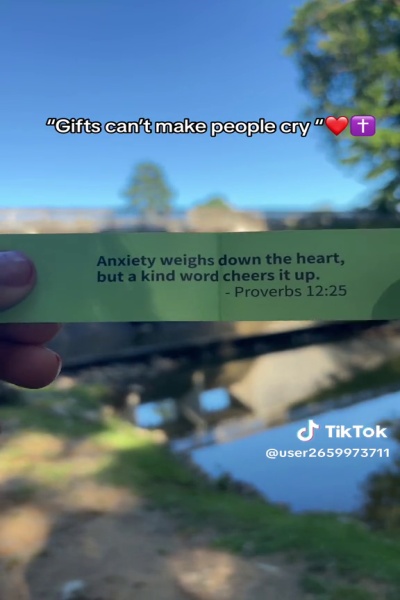 “Gifts can’t make people cry ”❤️✝️
Anxiety weighs down the heart,
but a kind word cheers it up.
- Proverbs 12:25
TikTok
@user2659973711